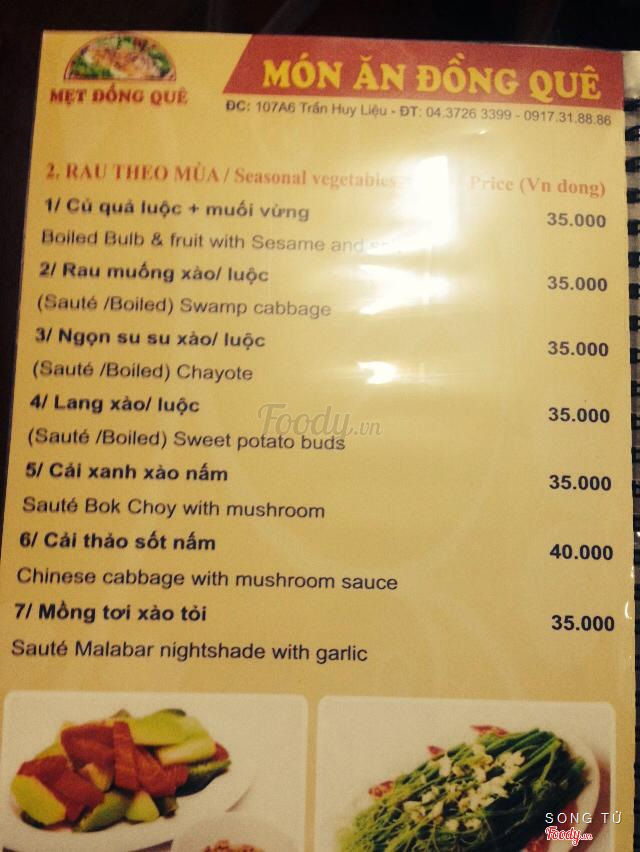 MẸT ĐỒNG QUÊ
MÓN ĂN ĐỒNG QUÊ
ĐC: 107A6 Trần Huy Liệu - ĐT: 04.3726 3399 - 0917.31.88.86
2. RAU THEO MÙA / Seasonal vegetables Price (Vn dong)
1/ Củ quả luộc + muối vừng 35.000
Boiled Bulb & fruit with Sesame and
2/ Rau muống xào/ luộc 35.000
(Sauté /Boiled) Swamp cabbage
3/ Ngọn su su xào/ luộc 35.000
(Sauté /Boiled) Chayote
4/ Lang xào/ luộc 35.000
(Sauté /Boiled) Sweet potato buds
5/ Cải xanh xào nấm 35.000
Sauté Bok Choy with mushroom
6/ Cải thảo sốt nấm 40.000
Chinese cabbage with mushroom sauce
7/ Mồng tơi xào tỏi 35.000
Sauté Malabar nightshade with garlic
Foody.vn
SONG TỬ
Foody.vn